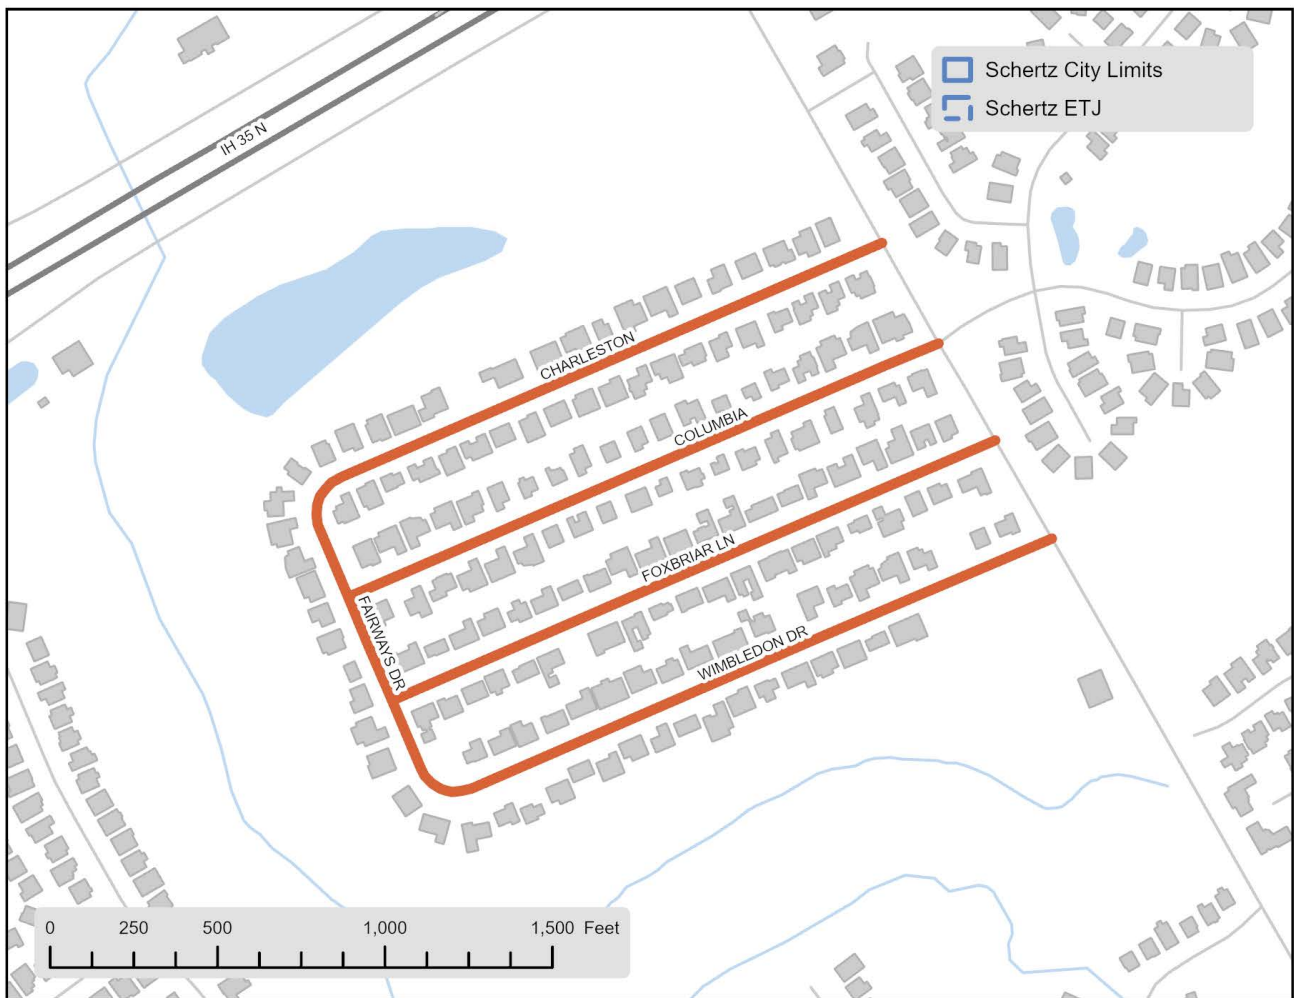 Schertz City Limits
Schertz ETJ
IH 35 N
CHARLESTON
COLUMBIA
FOXBRIAR LN
FAIRWAYS DR
WIMBLEDON DR
0 250 500 1,000 1,500 Feet